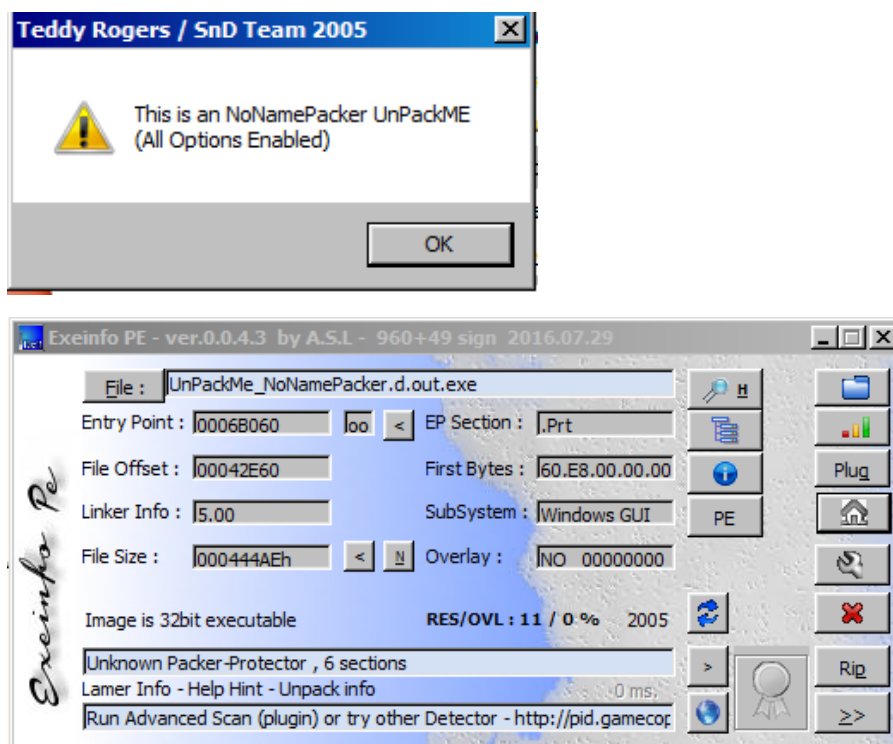 Teddy Rogers / SnD Team 2005
This is an NoNamePacker UnPackME
(All Options Enabled)
OK
Exeinfo PE - ver.0.0.4.3 by A.S.L - 960+49 sign 2016.07.29
File : UnPackMe_NoNamePacker.d.out.exe H
Entry Point : 0006B060 oo < EP Section : .Prt
File Offset : 00042E60 First Bytes : 60.E8.00.00.00 Plug
Linker Info : 5.00 SubSystem : Windows GUI PE
File Size : 000444AEh < N Overlay : NO 00000000
Image is 32bit executable RES/OVL : 11 / 0 % 2005
Unknown Packer-Protector , 6 sections > Rip
Lamer Info - Help Hint - Unpack info 0 ms.
Run Advanced Scan (plugin) or try other Detector - http://pid.gamecop >>
Exeinfo Pe